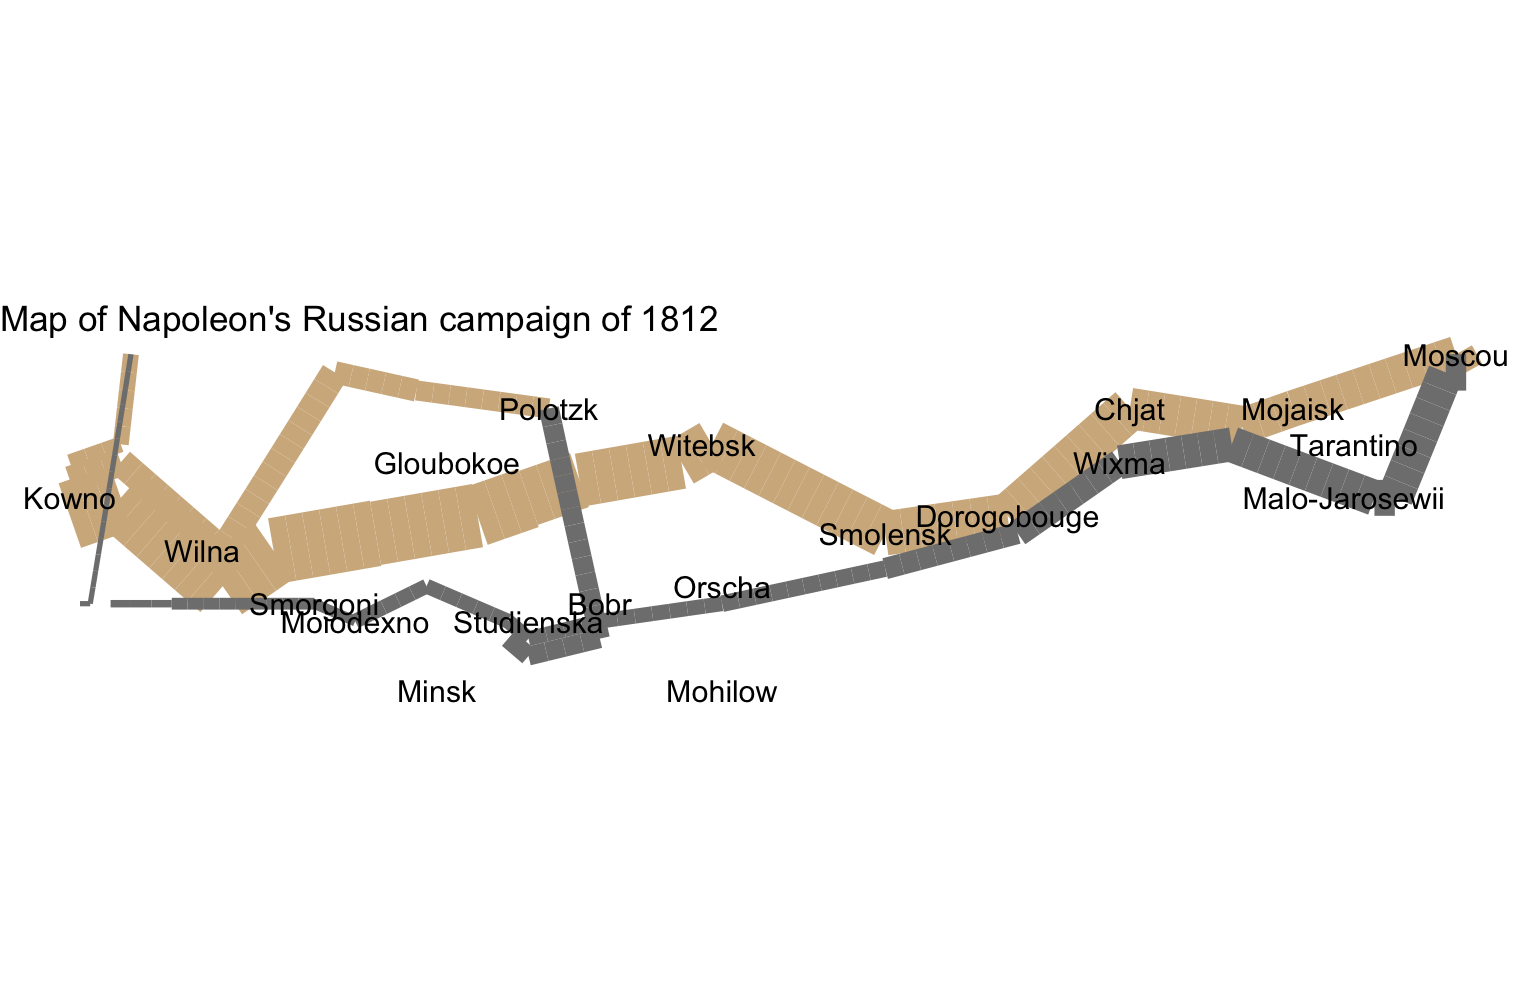 Map of Napoleon's Russian campaign of 1812
Moscou
Polotzk
Chjat
Mojaisk
Witebsk
Tarantino
Gloubokoe
Wixma
Kowno
Malo-Jarosewii
Dorogobouge
Smolensk
Wilna
Orscha
Smorgoni
Bobr
Molodexno
Studienska
Minsk
Mohilow